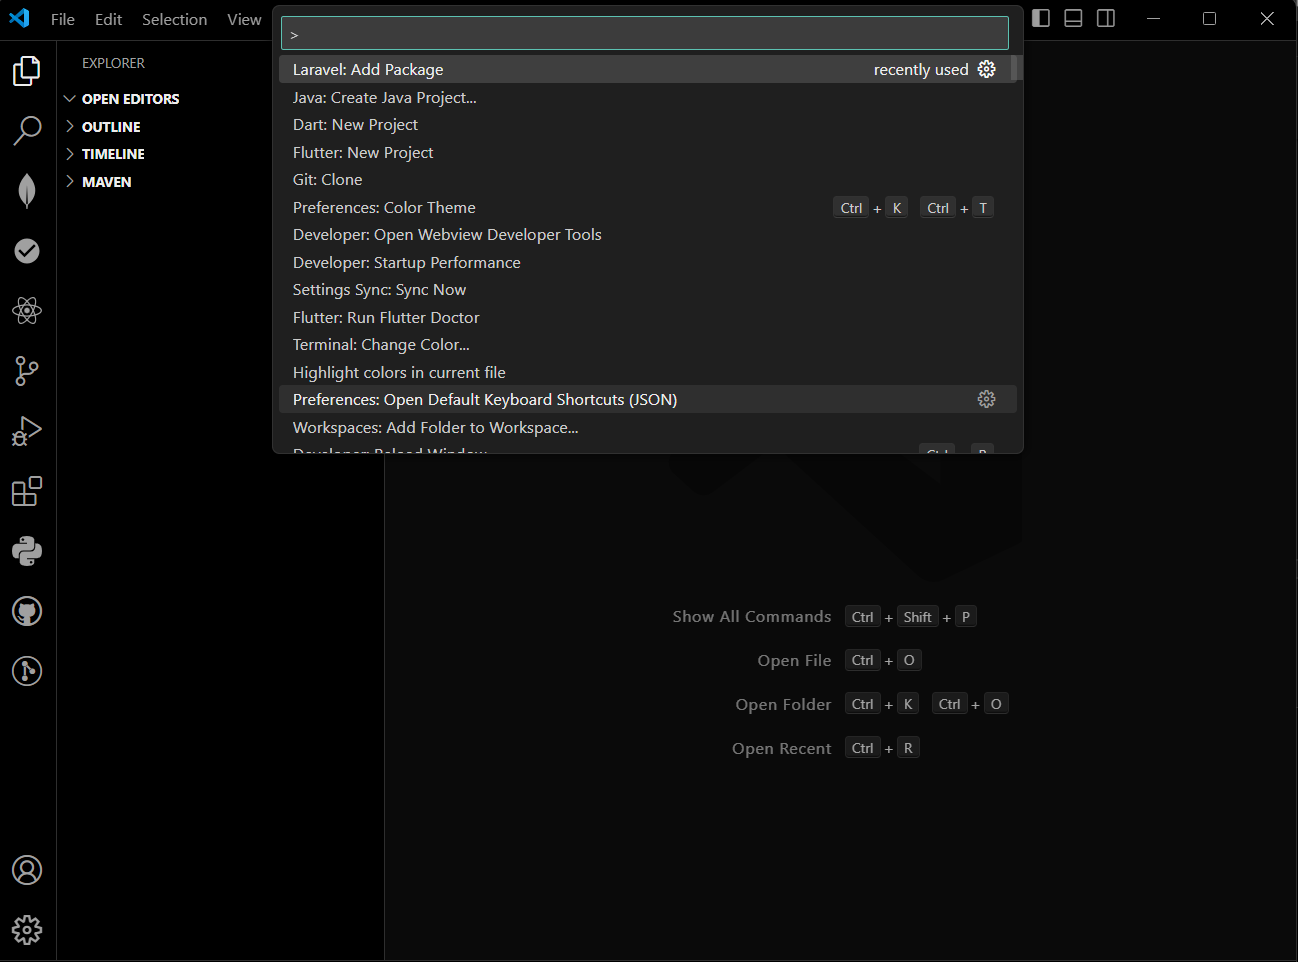 File Edit Selection View
>
EXPLORER
OPEN EDITORS
OUTLINE
TIMELINE
MAVEN
Laravel: Add Package recently used
Java: Create Java Project...
Dart: New Project
Flutter: New Project
Git: Clone
Preferences: Color Theme Ctrl + K Ctrl + T
Developer: Open Webview Developer Tools
Developer: Startup Performance
Settings Sync: Sync Now
Flutter: Run Flutter Doctor
Terminal: Change Color...
Highlight colors in current file
Preferences: Open Default Keyboard Shortcuts (JSON)
Workspaces: Add Folder to Workspace...
Developer: Reload Window Ctrl R
Show All Commands Ctrl + Shift + P
Open File Ctrl + O
Open Folder Ctrl + K Ctrl + O
Open Recent Ctrl + R